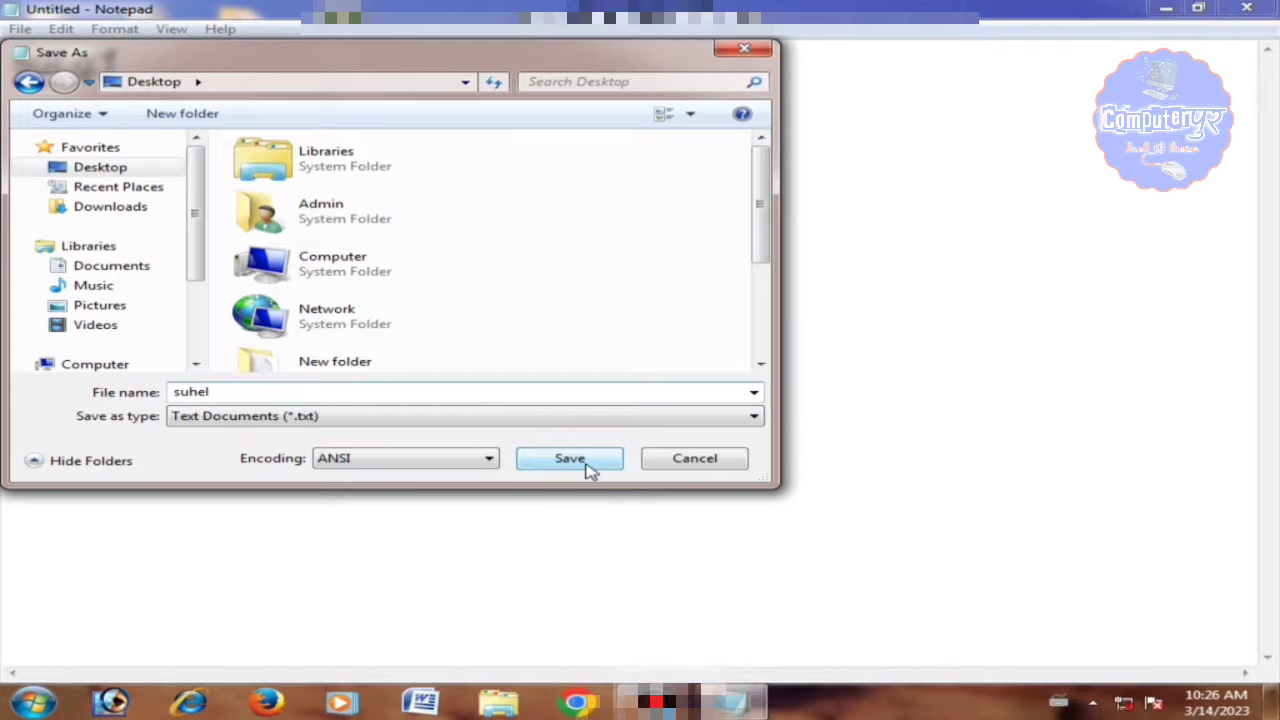 Untitled - Notepad
File Edit Format View Help
Save As
Desktop
Search Desktop
Organize
New folder
Favorites
Desktop
Recent Places
Downloads
Libraries
Documents
Music
Pictures
Videos
Computer
Libraries
System Folder
Admin
System Folder
Computer
System Folder
Network
System Folder
New folder
File name: suhel
Save as type: Text Documents (*.txt)
Hide Folders
Encoding: ANSI
Save
Cancel
10:26 AM
3/14/2023